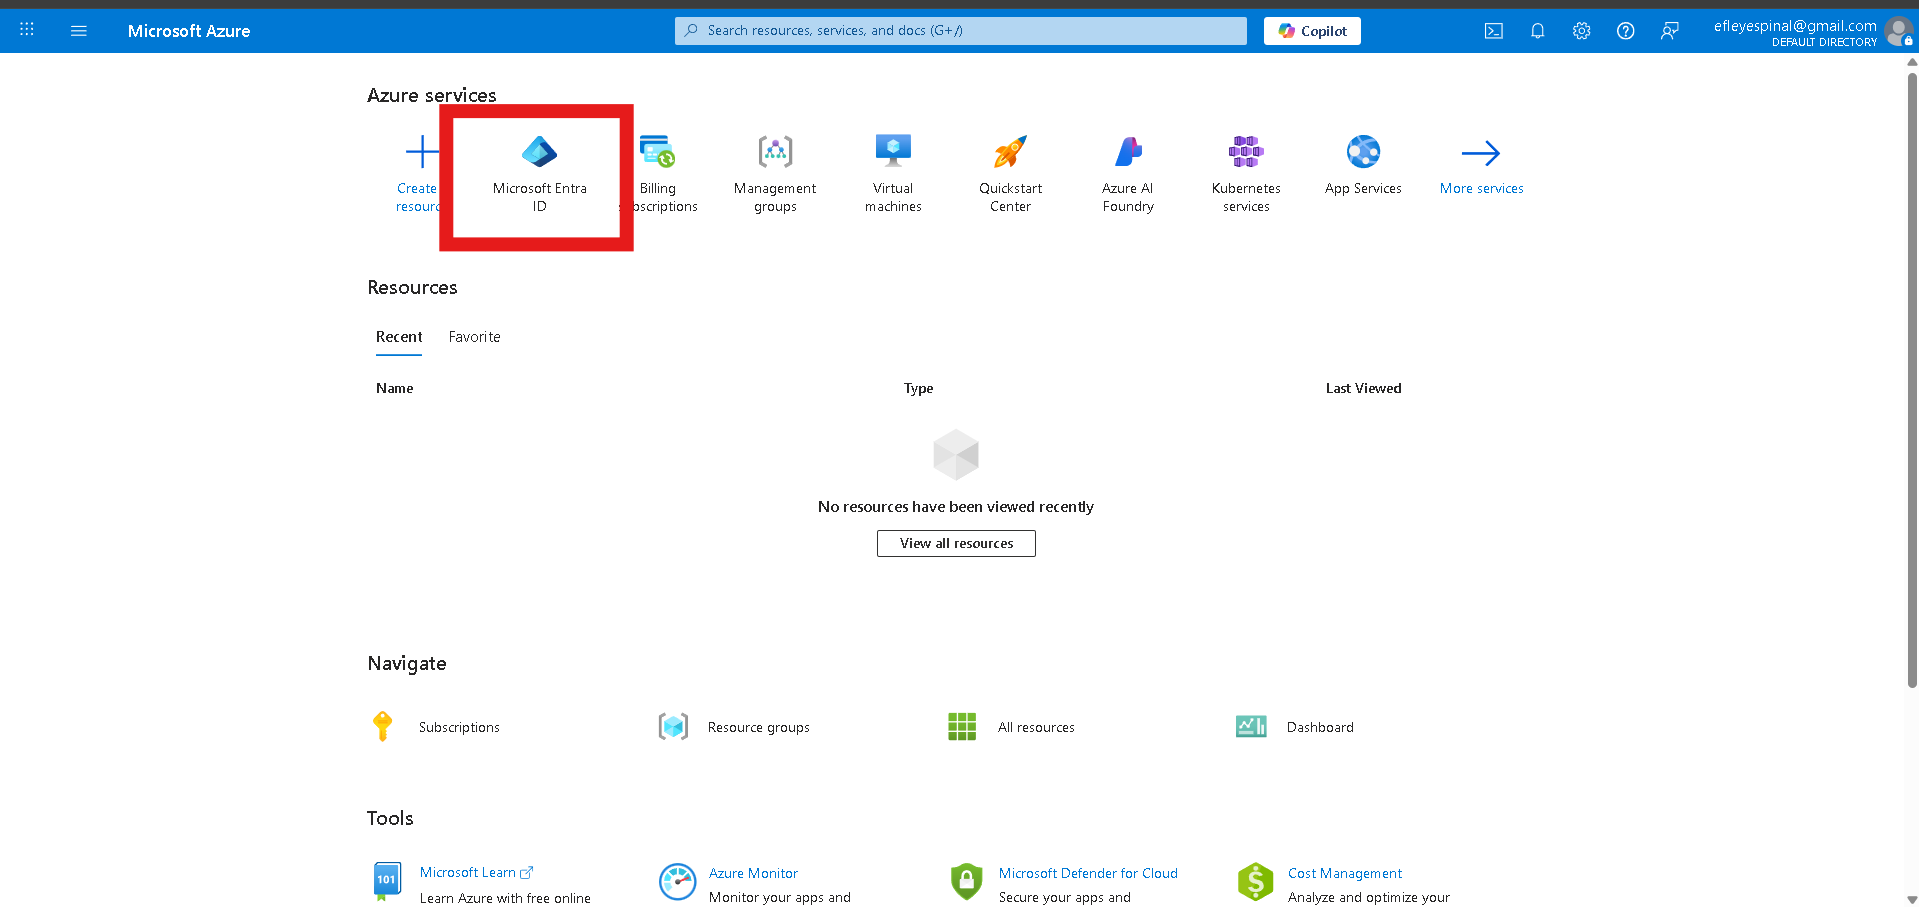 Microsoft Azure
Search resources, services, and docs (G+/)
Copilot
efleyespinal@gmail.com
DEFAULT DIRECTORY
Azure services
Create
Microsoft Entra
Billing
Management
Virtual
Quickstart
Azure AI
Kubernetes
App Services
More services
ID
groups
machines
Center
Foundry
services
Resources
Recent
Favorite
Name
Type
Last Viewed
No resources have been viewed recently
View all resources
Navigate
Subscriptions
Resource groups
All resources
Dashboard
Tools
101
Microsoft Learn
Azure Monitor
Microsoft Defender for Cloud
Cost Management
Learn Azure with free online
Monitor your apps and
Secure your apps and
Analyze and optimize your